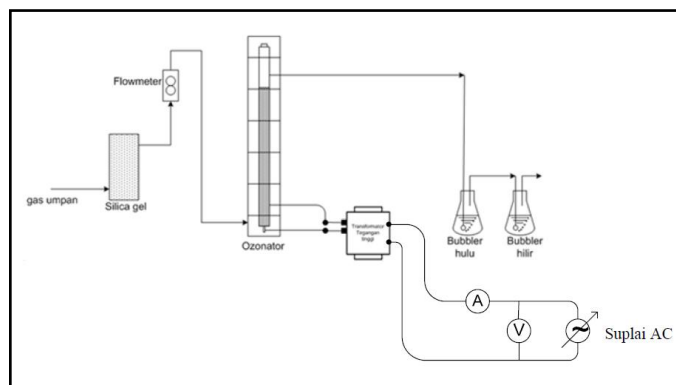 Flowmeter
gas umpan
Silica gel
Ozonator
Transformator
Tegangan
tinggi
Bubbler
hulu
Bubbler
hilir
A
V
Suplai AC